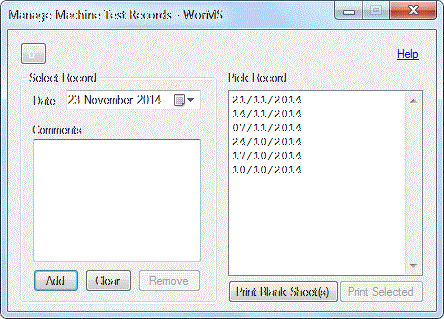 Manage Machine Test Records - WorlMS
Help
Select Record
Date 23 November 2014
Comments
Add Clear Remove
Pick Record
21/11/2014
14/11/2014
07/11/2014
24/10/2014
17/10/2014
10/10/2014
Print Blank Sheet(s) Print Selected